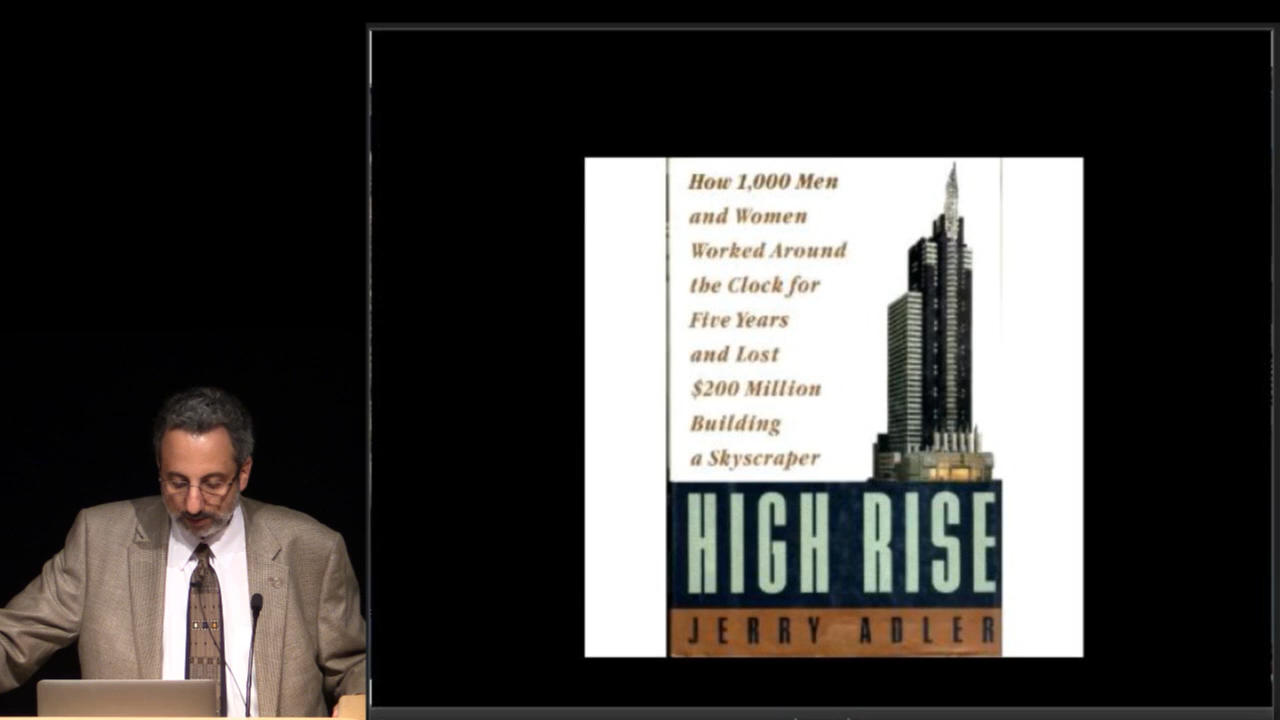 How 1,000 Men
and Women
Worked Around
the Clock for
Five Years
and Lost
$200 Million
Building
a Skyscraper
HIGH RISE
JERRY ADLER